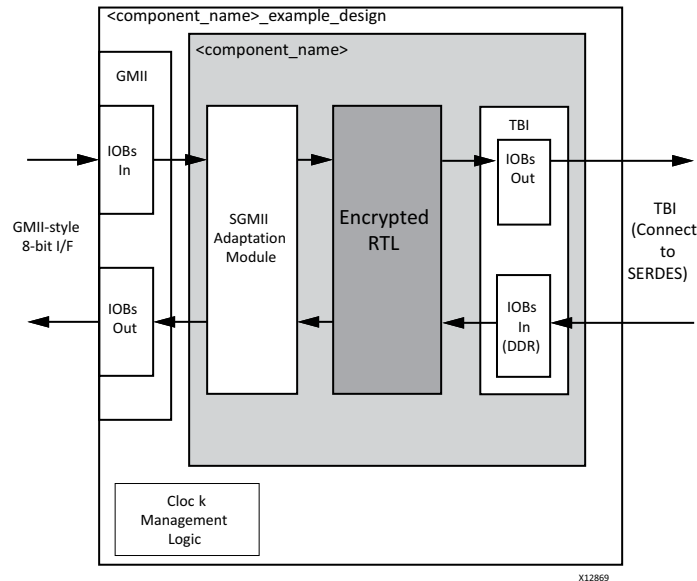 <component_name>_example_design
<component_name>
GMII
IOBs
In
GMII-style
8-bit I/F
IOBs
Out
SGMII
Adaptation
Module
Encrypted
RTL
TBI
IOBs
Out
IOBs
In
(DDR)
TBI
(Connect
to
SERDES)
Cloc k
Management
Logic
X12869